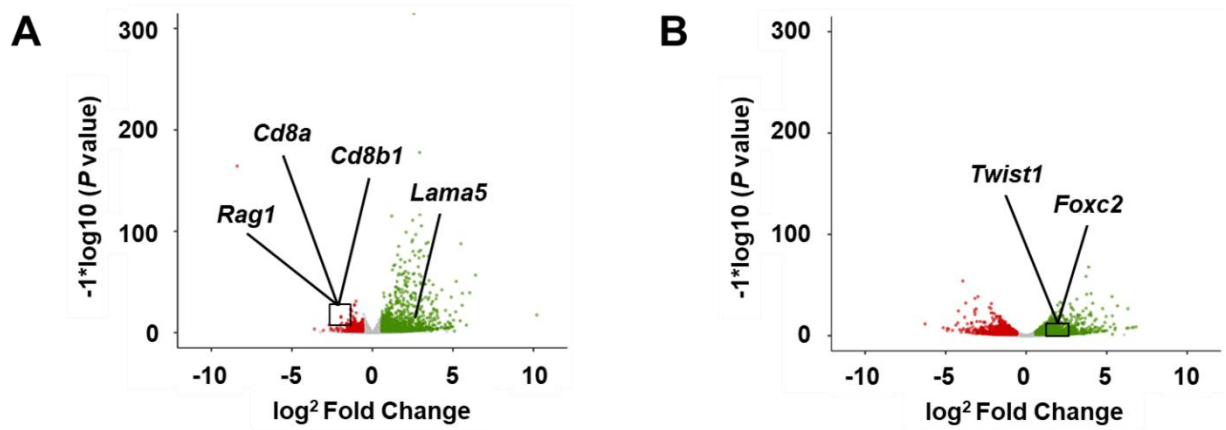 A
300
200
100
0
-1*log10 (P value)
Cd8a
Cd8b1
Rag1
Lama5
-10
-5
0
5
10
log² Fold Change
B
300
200
100
0
-1*log10 (P value)
Twist1
Foxc2
-10
-5
0
5
10
log² Fold Change